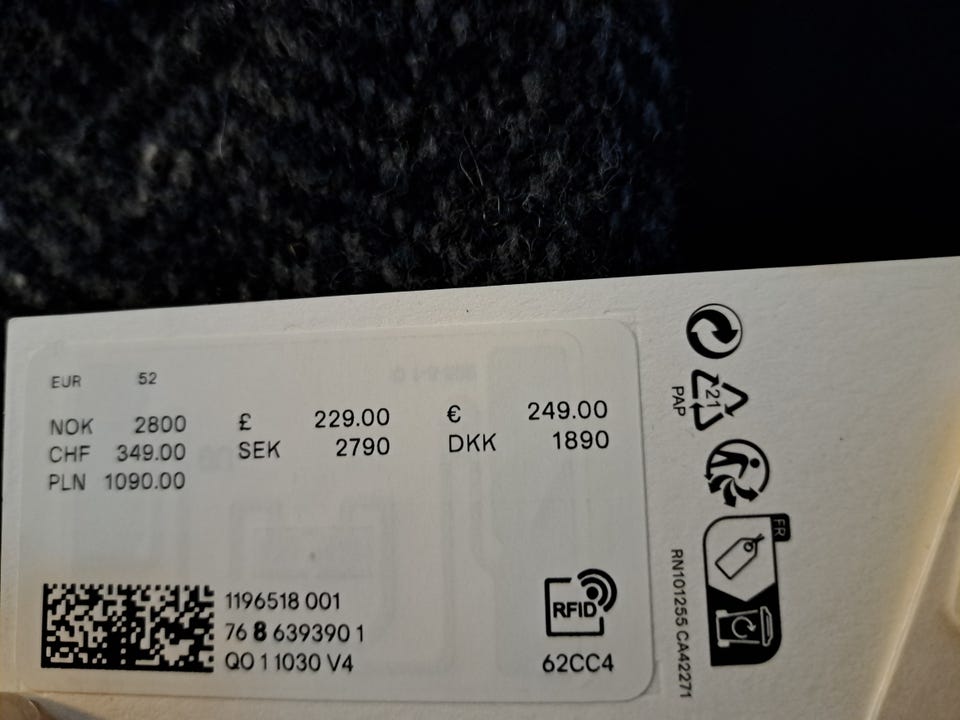 EUR 52
NOK 2800 £ 229.00 € 249.00
CHF 349.00 SEK 2790 DKK 1890
PLN 1090.00
1196518 001
76 8 639390 1
QO 1 1030 V4
RFID
62CC4
21
PAP
FR
RN101255 CA42271